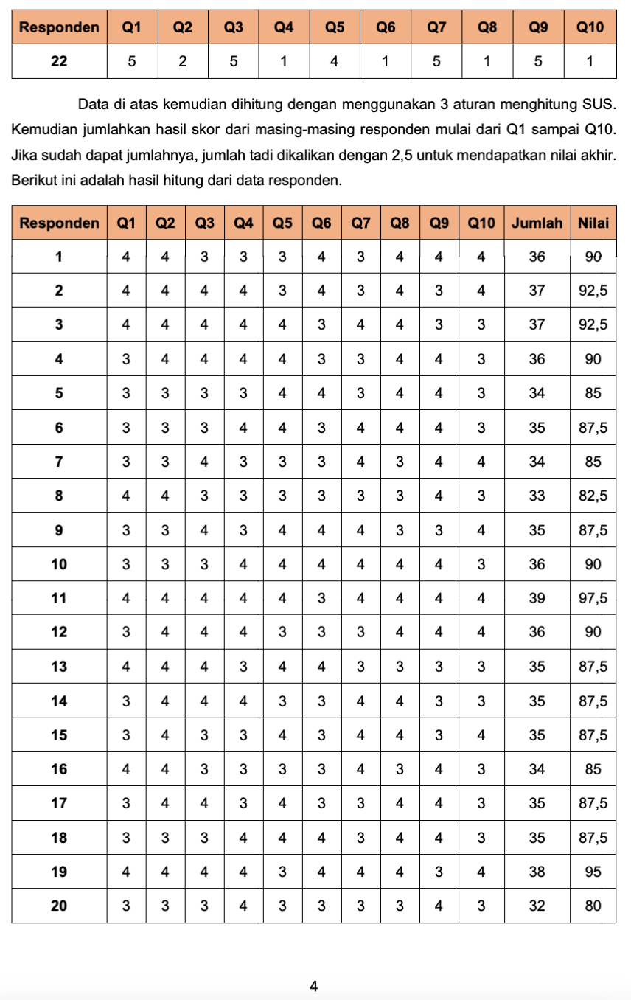 Responden Q1 Q2 Q3 Q4 Q5 Q6 Q7 Q8 Q9 Q10
22 5 2 5 1 4 1 5 1 5 1
Data di atas kemudian dihitung dengan menggunakan 3 aturan menghitung SUS.
Kemudian jumlahkan hasil skor dari masing-masing responden mulai dari Q1 sampai Q10.
Jika sudah dapat jumlahnya, jumlah tadi dikalikan dengan 2,5 untuk mendapatkan nilai akhir.
Berikut ini adalah hasil hitung dari data responden.
Responden Q1 Q2 Q3 Q4 Q5 Q6 Q7 Q8 Q9 Q10 Jumlah Nilai
1 4 4 3 3 3 4 3 4 4 4 36 90
2 4 4 4 4 3 4 3 4 3 4 37 92,5
3 4 4 4 4 4 3 4 4 3 3 37 92,5
4 3 4 4 4 4 3 3 4 4 3 36 90
5 3 3 3 3 4 4 3 4 4 3 34 85
6 3 3 3 4 4 3 4 4 4 3 35 87,5
7 3 3 4 3 3 3 4 3 4 4 34 85
8 4 4 3 3 3 3 3 3 4 3 33 82,5
9 3 3 4 3 4 4 4 3 3 4 35 87,5
10 3 3 3 4 4 4 4 4 4 3 36 90
11 4 4 4 4 4 3 4 4 4 4 39 97,5
12 3 4 4 4 3 3 3 4 4 4 36 90
13 4 4 4 3 4 4 3 3 3 3 35 87,5
14 3 4 4 4 3 3 4 4 3 3 35 87,5
15 3 4 3 3 4 3 4 4 3 4 35 87,5
16 4 4 3 3 3 3 4 3 4 3 34 85
17 3 4 4 3 4 3 3 4 4 3 35 87,5
18 3 3 3 4 4 4 3 4 4 3 35 87,5
19 4 4 4 4 3 4 4 4 3 4 38 95
20 3 3 3 4 3 3 3 3 4 3 32 80
4